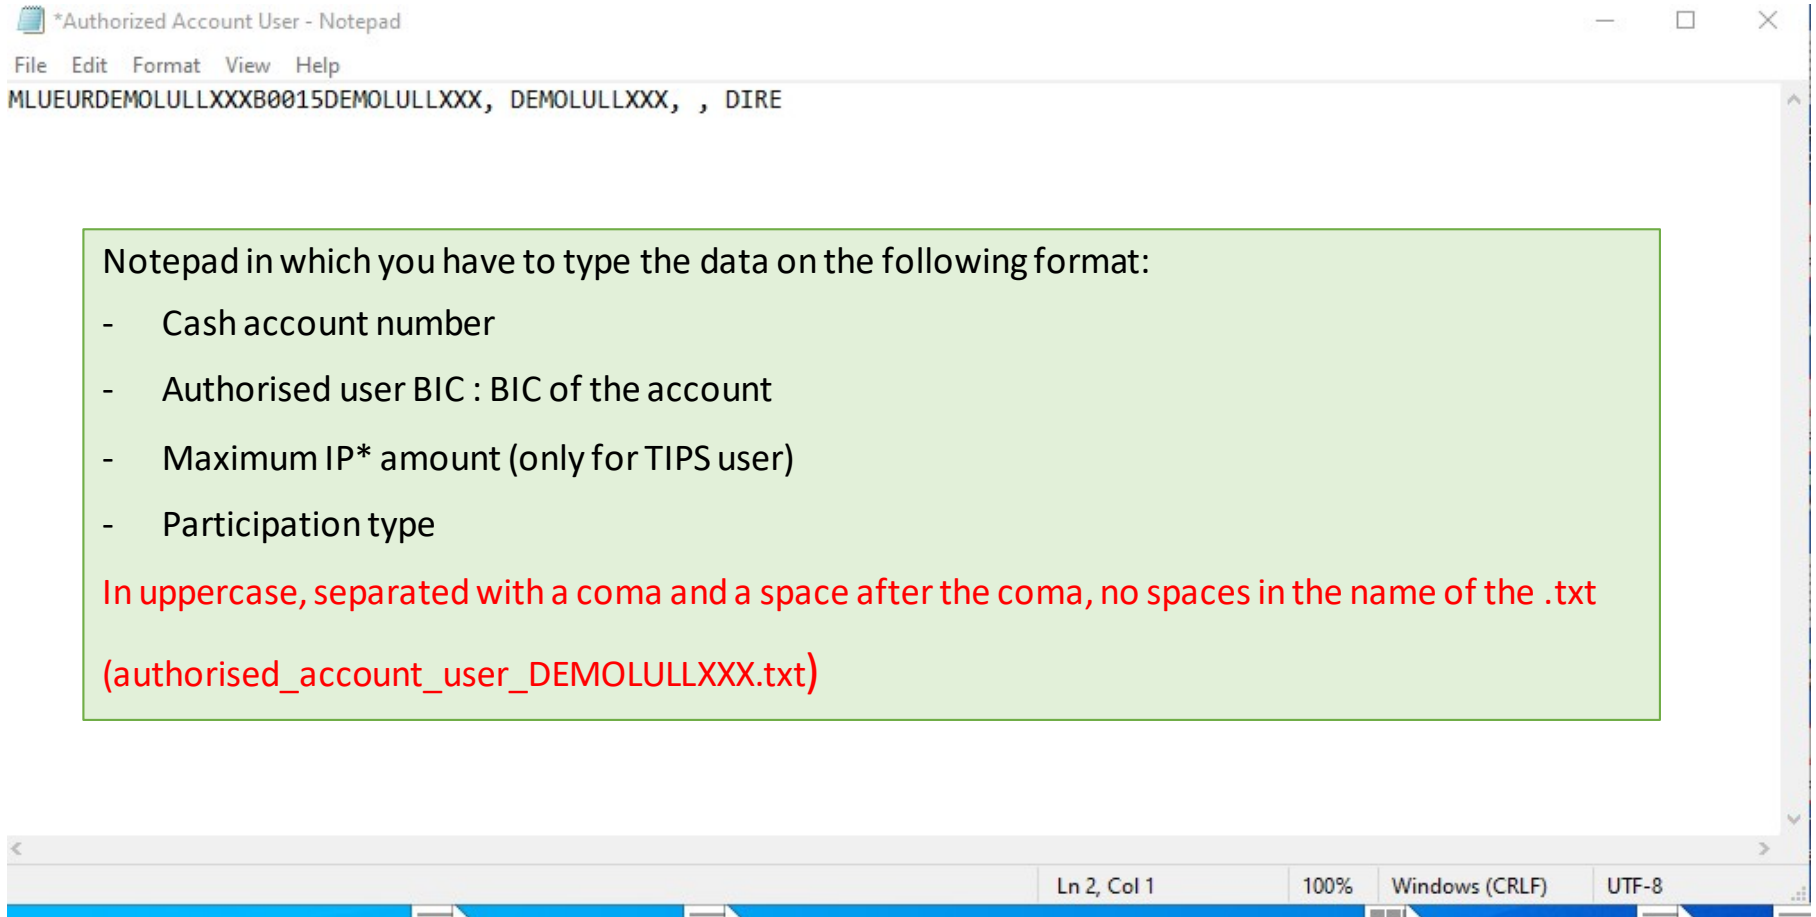 *Authorized Account User - Notepad
File Edit Format View Help
MLUEURDEMOLULLXXXB0015DEMOLULLXXX, DEMOLULLXXX, , DIRE
Notepad in which you have to type the data on the following format:
- Cash account number
- Authorised user BIC : BIC of the account
- Maximum IP* amount (only for TIPS user)
- Participation type
In uppercase, separated with a coma and a space after the coma, no spaces in the name of the .txt
(authorised_account_user_DEMOLULLXXX.txt)
Ln 2, Col 1 100% Windows (CRLF) UTF-8